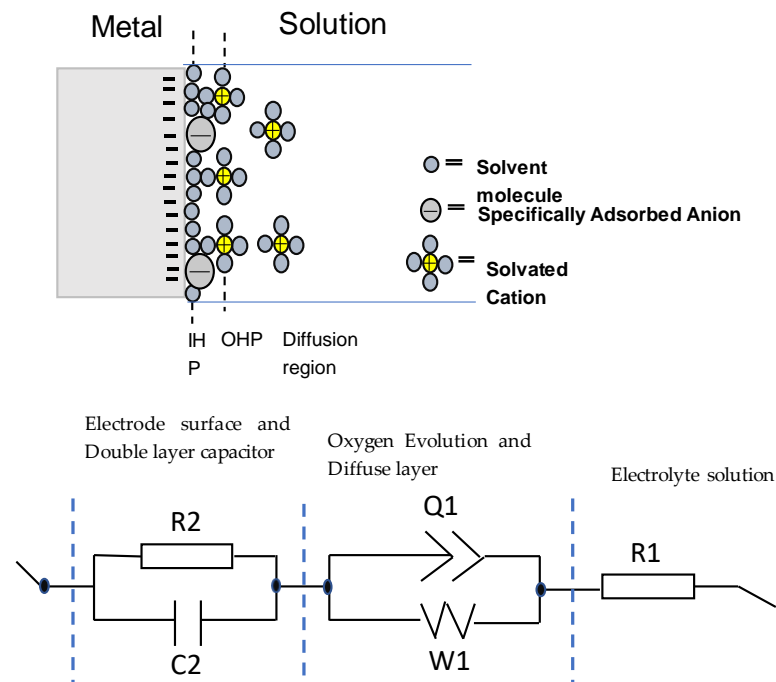 Metal
Solution
= Solvent
molecule
= Specifically Adsorbed Anion
= Solvated
Cation
IH OHP Diffusion
P region
Electrode surface and
Double layer capacitor
Oxygen Evolution and
Diffuse layer
Electrolyte solution
R2
C2
Q1
W1
R1